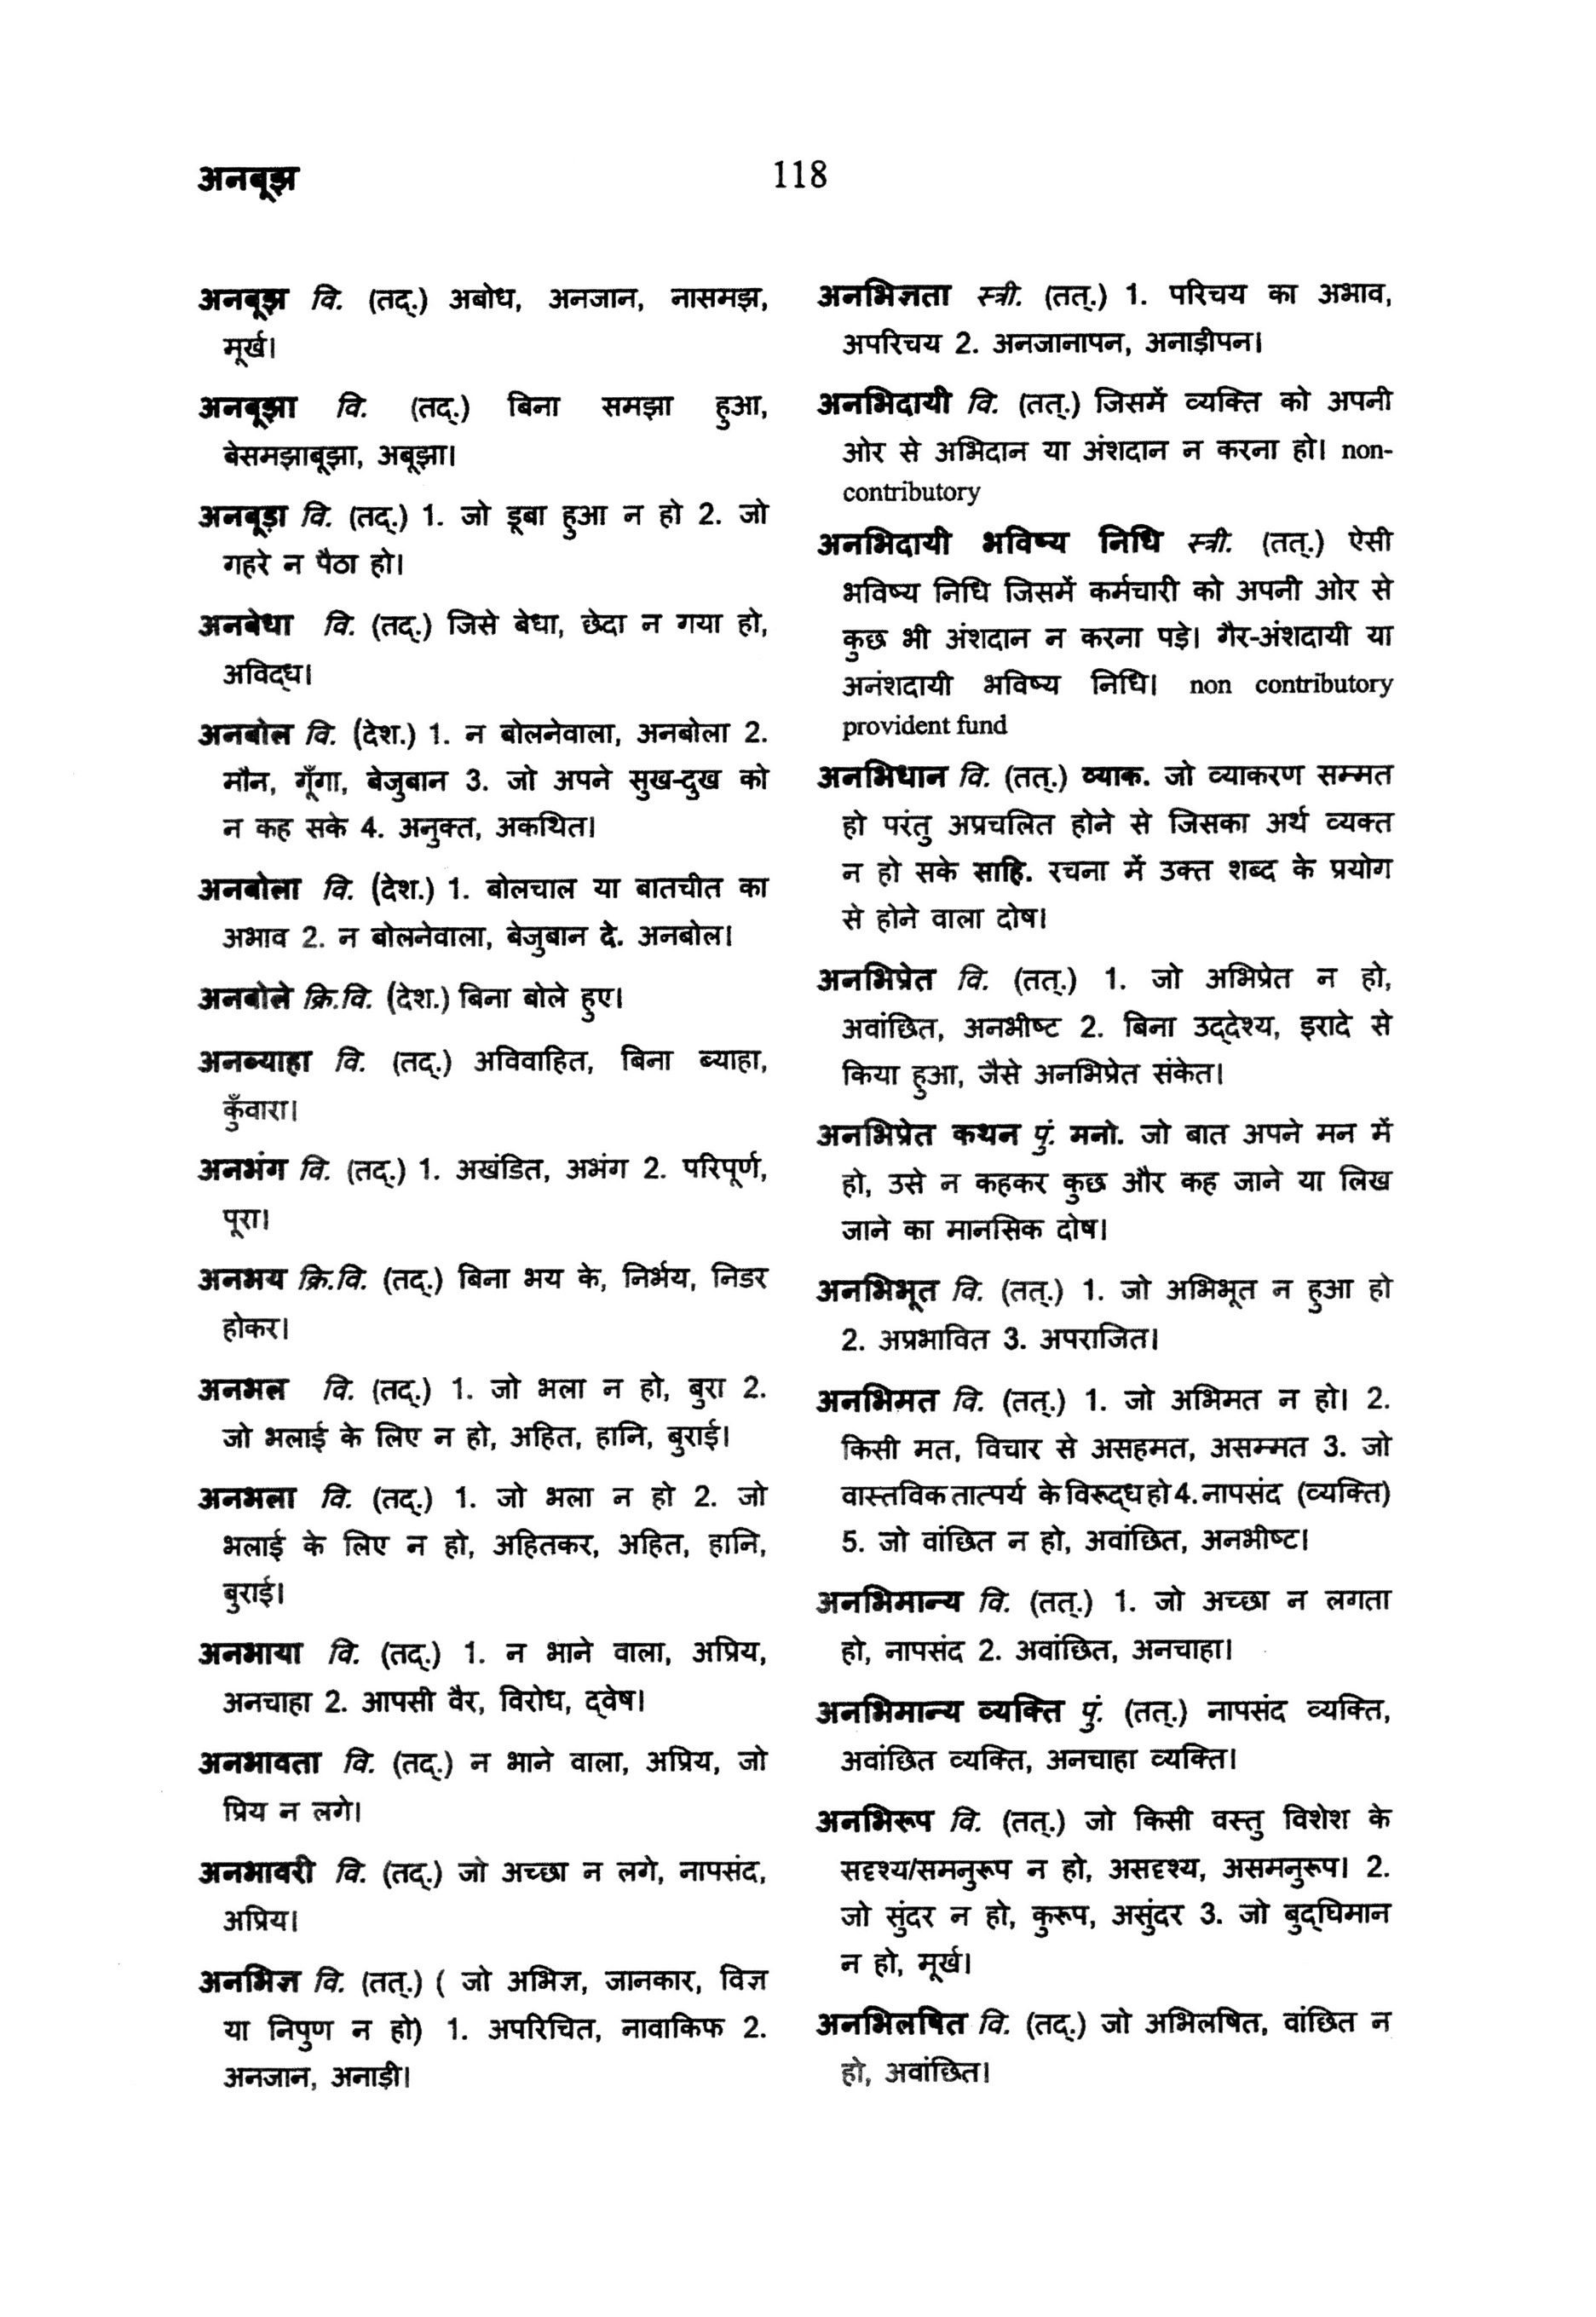 अनबूझ
118
अनबूझ वि. (तद्.) अबोध, अनजान, नासमझ,
मूर्ख।
अनबूझा वि. (तद्.) बिना समझा हुआ,
बेसमझाबूझा, अबूझा।
अनबूड़ा वि. (तद्.) 1. जो डूबा हुआ न हो 2. जो
गहरे न पैठा हो।
अनबेधा वि. (तद्.) जिसे बेधा, छेदा न गया हो,
अविद्ध।
अनबोल वि. (देश.) 1. न बोलनेवाला, अनबोला 2.
मौन, गूँगा, बेजुबान 3. जो अपने सुख-दुख को
न कह सके 4. अनुक्त, अकथित।
अनबोला वि. (देश.) 1. बोलचाल या बातचीत का
अभाव 2. न बोलनेवाला, बेजुबान दे. अनबोल।
अनबोले क्रि.वि. (देश.) बिना बोले हुए।
अनब्याहा वि. (तद्.) अविवाहित, बिना ब्याहा,
कुँवारा।
अनभंग वि. (तद्.) 1. अखंडित, अभंग 2. परिपूर्ण,
पूरा।
अनभय क्रि.वि. (तद्.) बिना भय के, निर्भय, निडर
होकर।
अनभल वि. (तद्.) 1. जो भला न हो, बुरा 2.
जो भलाई के लिए न हो, अहित, हानि, बुराई।
अनभला वि. (तद्.) 1. जो भला न हो 2. जो
भलाई के लिए न हो, अहितकर, अहित, हानि,
बुराई।
अनभाया वि. (तद्.) 1. न भाने वाला, अप्रिय,
अनचाहा 2. आपसी वैर, विरोध, द्वेष।
अनभावता वि. (तद्.) न भाने वाला, अप्रिय, जो
प्रिय न लगे।
अनभावरी वि. (तद्.) जो अच्छा न लगे, नापसंद,
अप्रिय।
अनभिज्ञ वि. (तत्.) ( जो अभिज्ञ, जानकार, विज्ञ
या निपुण न हो) 1. अपरिचित, नावाकिफ 2.
अनजान, अनाड़ी।
अनभिज्ञता स्त्री. (तत्.) 1. परिचय का अभाव,
अपरिचय 2. अनजानापन, अनाड़ीपन।
अनभिदायी वि. (तत्.) जिसमें व्यक्ति को अपनी
ओर से अभिदान या अंशदान न करना हो। non-
contributory
अनभिदायी भविष्य निधि स्त्री. (तत्.) ऐसी
भविष्य निधि जिसमें कर्मचारी को अपनी ओर से
कुछ भी अंशदान न करना पड़े। गैर-अंशदायी या
अनंशदायी भविष्य निधि। non contributory
provident fund
अनभिधान वि. (तत्.) व्याक. जो व्याकरण सम्मत
हो परंतु अप्रचलित होने से जिसका अर्थ व्यक्त
न हो सके साहि. रचना में उक्त शब्द के प्रयोग
से होने वाला दोष।
अनभिप्रेत वि. (तत्.) 1. जो अभिप्रेत न हो,
अवांछित, अनभीष्ट 2. बिना उद्देश्य, इरादे से
किया हुआ, जैसे अनभिप्रेत संकेत।
अनभिप्रेत कथन पुं. मनो. जो बात अपने मन में
हो, उसे न कहकर कुछ और कह जाने या लिख
जाने का मानसिक दोष।
अनभिभूत वि. (तत्.) 1. जो अभिभूत न हुआ हो
2. अप्रभावित 3. अपराजित।
अनभिमत वि. (तत्.) 1. जो अभिमत न हो। 2.
किसी मत, विचार से असहमत, असम्मत 3. जो
वास्तविक तात्पर्य के विरूद्ध हो 4. नापसंद (व्यक्ति)
5. जो वांछित न हो, अवांछित, अनभीष्ट।
अनभिमान्य वि. (तत्.) 1. जो अच्छा न लगता
हो, नापसंद 2. अवांछित, अनचाहा।
अनभिमान्य व्यक्ति पुं. (तत्.) नापसंद व्यक्ति,
अवांछित व्यक्ति, अनचाहा व्यक्ति।
अनभिरूप वि. (तत्.) जो किसी वस्तु विशेश के
सदृश्य/समनुरूप न हो, असदृश्य, असमनुरूप। 2.
जो सुंदर न हो, कुरूप, असुंदर 3. जो बुद्घिमान
न हो, मूर्ख।
अनभिलषित वि. (तद्.) जो अभिलषित, वांछित न
हो, अवांछित।